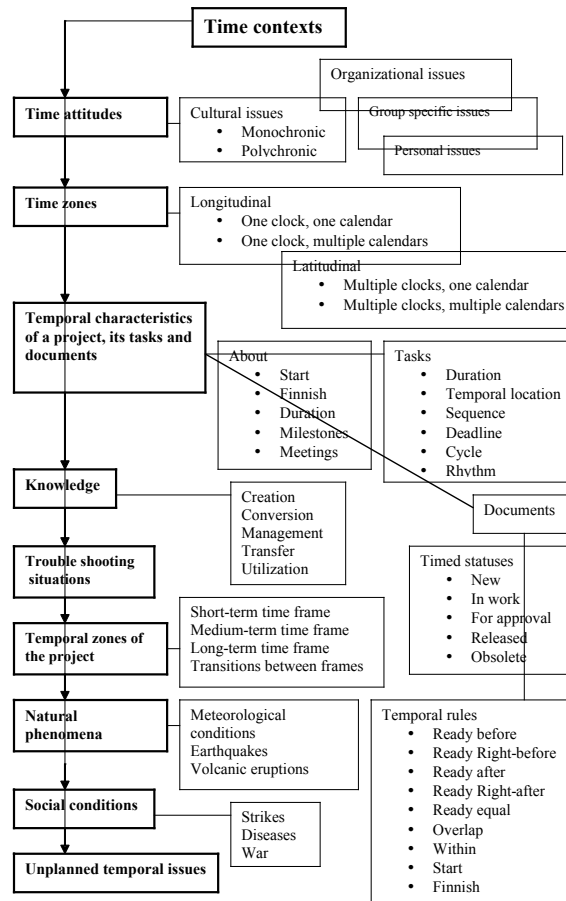 Time contexts
Organizational issues
Time attitudes
Cultural issues
• Monochronic
• Polychronic
Group specific issues
Personal issues
Time zones
Longitudinal
• One clock, one calendar
• One clock, multiple calendars
Latitudinal
• Multiple clocks, one calendar
• Multiple clocks, multiple calendars
Temporal characteristics
of a project, its tasks and
documents
About
• Start
• Finnish
• Duration
• Milestones
• Meetings
Tasks
• Duration
• Temporal location
• Sequence
• Deadline
• Cycle
• Rhythm
Knowledge
Creation
Conversion
Management
Transfer
Utilization
Documents
Trouble shooting
situations
Timed statuses
• New
• In work
• For approval
• Released
• Obsolete
Temporal zones of
the project
Short-term time frame
Medium-term time frame
Long-term time frame
Transitions between frames
Natural
phenomena
Meteorological
conditions
Earthquakes
Volcanic eruptions
Temporal rules
• Ready before
• Ready Right-before
• Ready after
• Ready Right-after
• Ready equal
• Overlap
• Within
• Start
• Finnish
Social conditions
Strikes
Diseases
War
Unplanned temporal issues